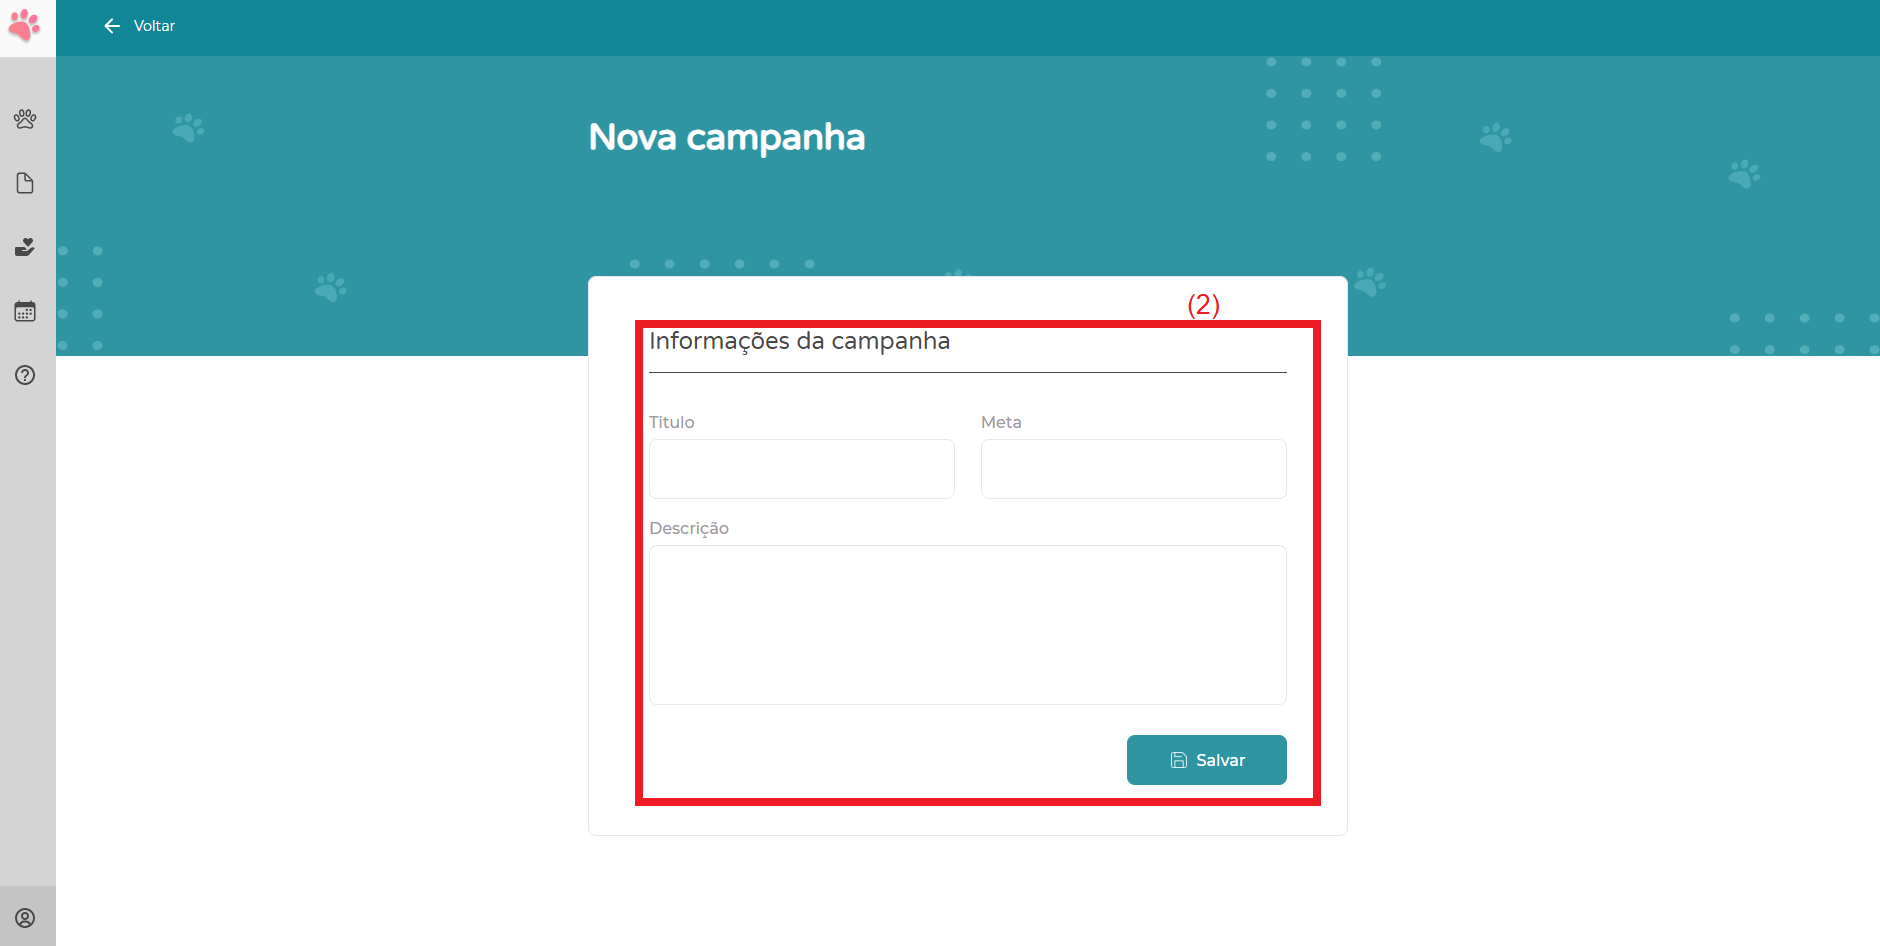 Voltar
Nova campanha
(2)
Informações da campanha
Titulo
Meta
Descrição
Salvar